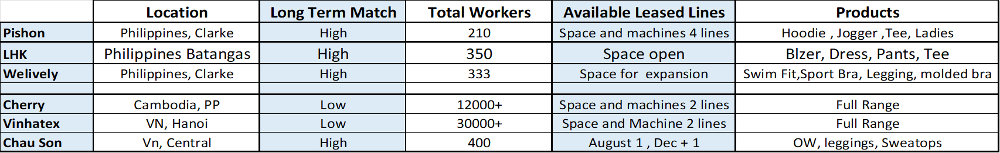 Location Long Term Match Total Workers Available Leased Lines Products
Pishon Philippines, Clarke High 210 Space and machines 4 lines Hoodie , Jogger ,Tee, Ladies
LHK Philippines Batangas High 350 Space open Blzer, Dress, Pants, Tee
Welively Philippines, Clarke High 333 Space for expansion Swim Fit,Sport Bra, Legging, molded bra
Cherry Cambodia, PP Low 12000+ Space and machines 2 lines Full Range
Vinhatex VN, Hanoi Low 30000+ Space and Machine 2 lines Full Range
Chau Son Vn, Central High 400 August 1 , Dec + 1 OW, leggings, Sweatops